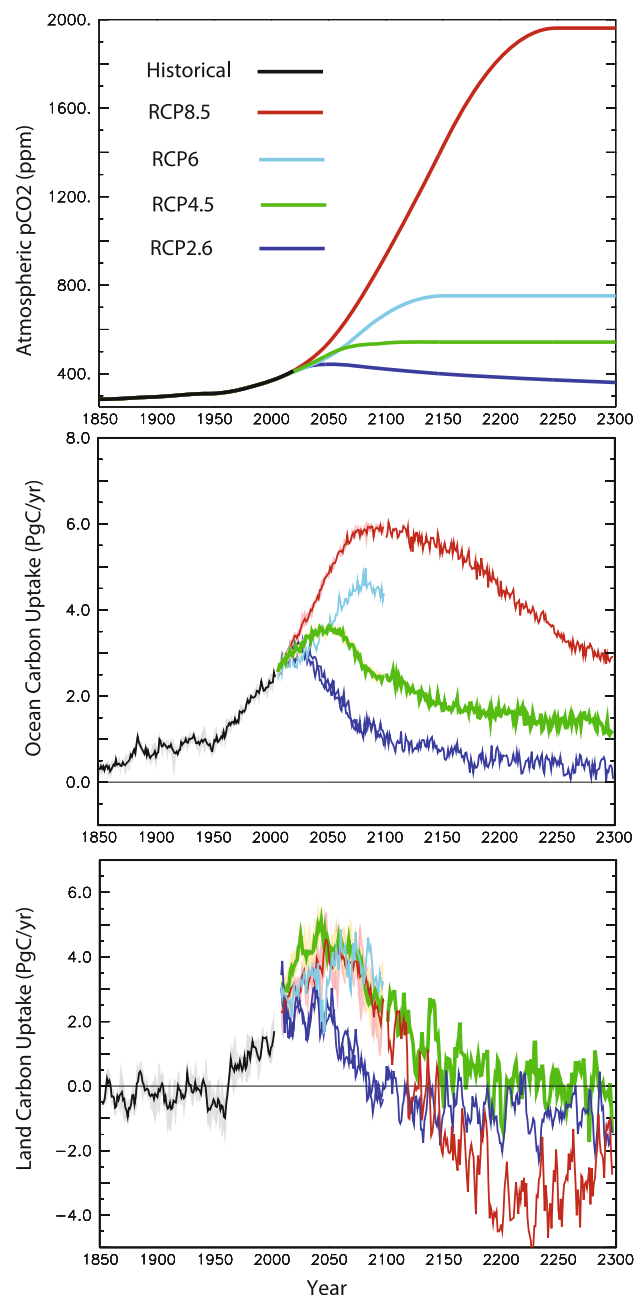 Atmospheric pCO2 (ppm)
2000.
1600.
1200.
800.
400.
Historical
RCP8.5
RCP6
RCP4.5
RCP2.6
1850 1900 1950 2000 2050 2100 2150 2200 2250 2300
Ocean Carbon Uptake (PgC/yr)
8.0
6.0
4.0
2.0
0.0
1850 1900 1950 2000 2050 2100 2150 2200 2250 2300
Land Carbon Uptake (PgC/yr)
6.0
4.0
2.0
0.0
−2.0
−4.0
1850 1900 1950 2000 2050 2100 2150 2200 2250 2300
Year